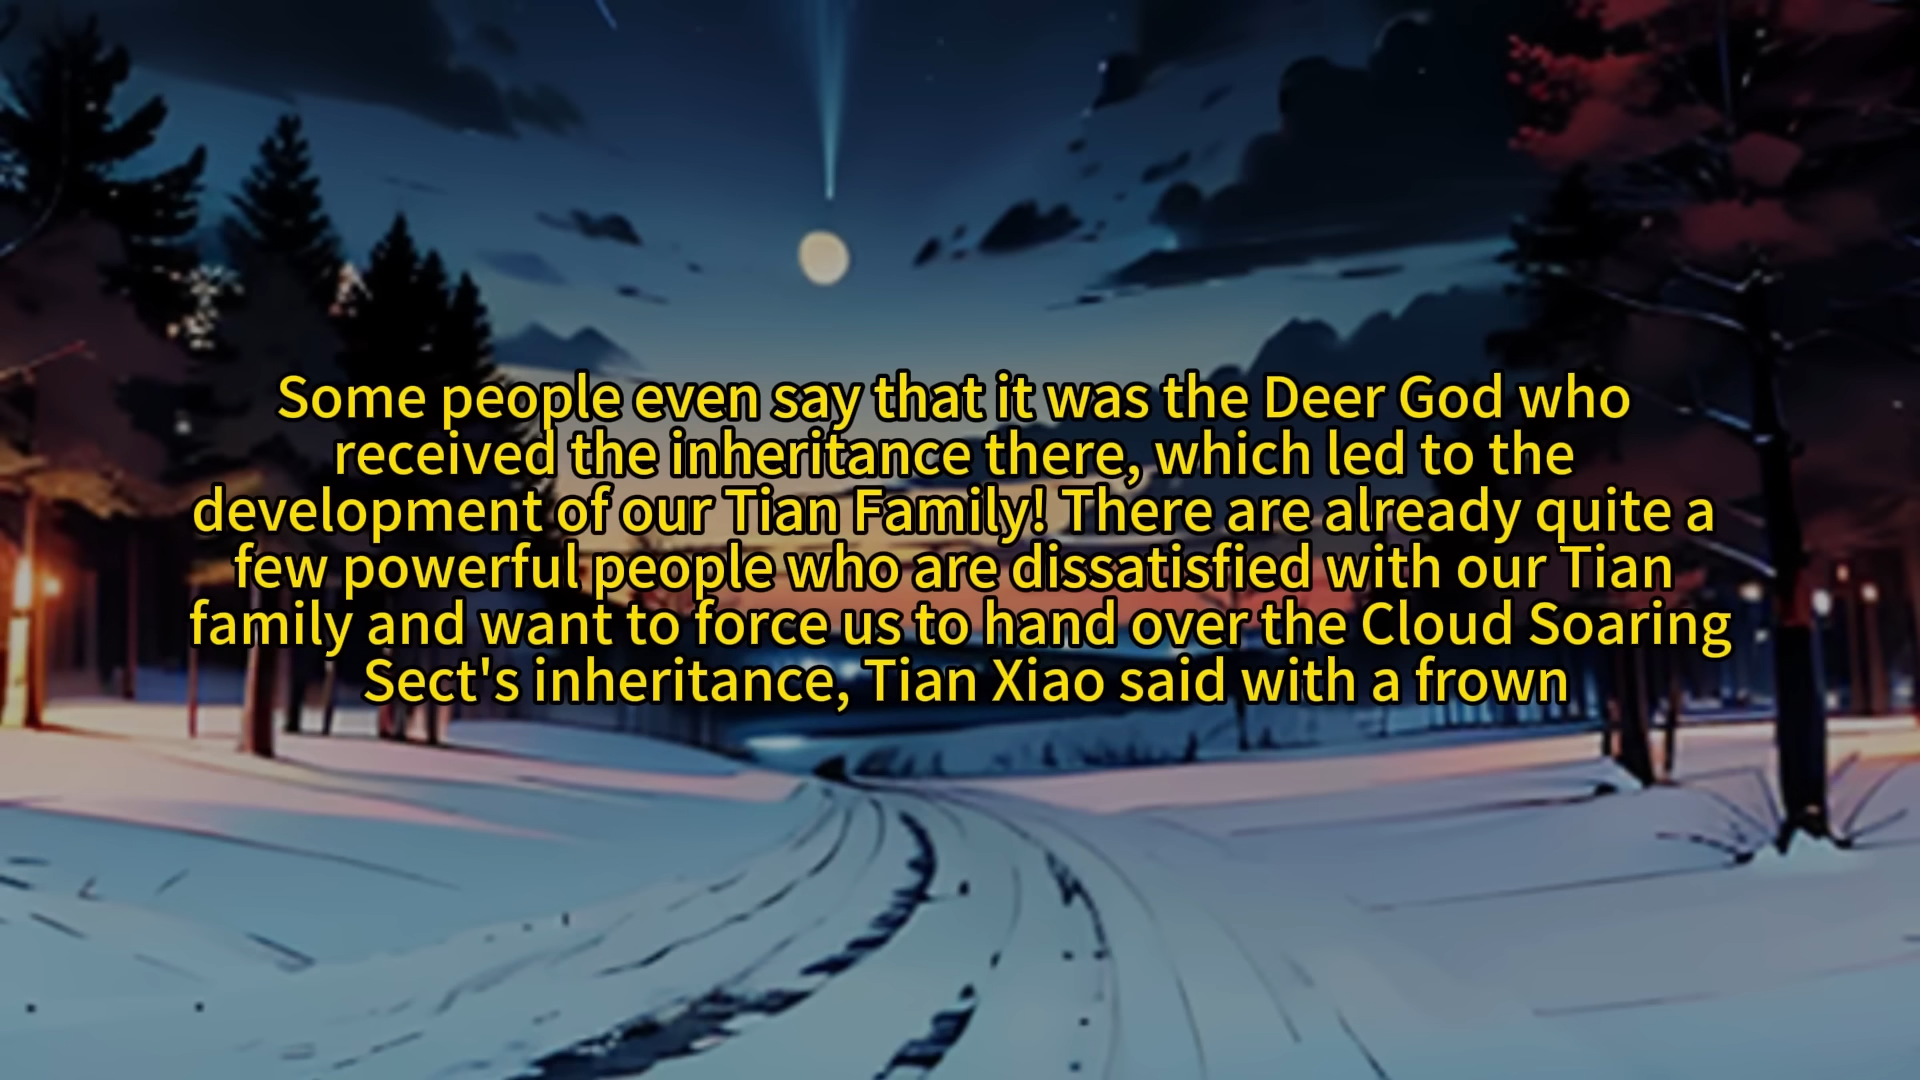 Some people even say that it was the Deer God who
received the inheritance there, which led to the
development of our Tian Family! There are already quite a
few powerful people who are dissatisfied with our Tian
family and want to force us to hand over the Cloud Soaring
Sect's inheritance, Tian Xiao said with a frown